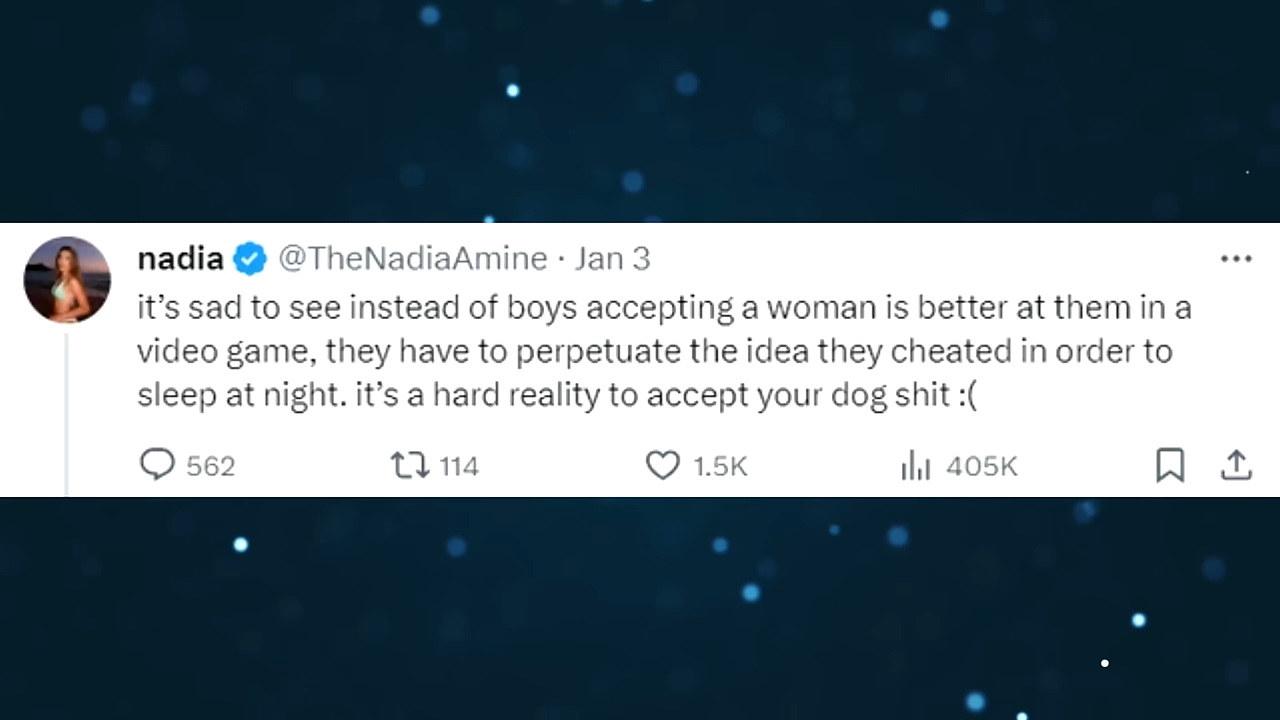 nadia @TheNadiaAmine · Jan 3
it’s sad to see instead of boys accepting a woman is better at them in a
video game, they have to perpetuate the idea they cheated in order to
sleep at night. it’s a hard reality to accept your dog shit :(
562 114 1.5K 405K